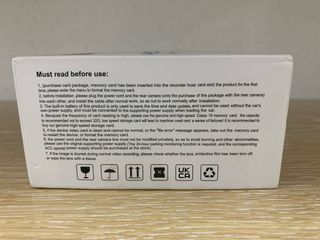 Must read before use:
1, (purchase card package, memory card has been inserted into the recorder host card skin) the product for the first
time, please enter the menu to format the memory card.
2, before installation ,please plug the power cord and the rear camera (only the purchase of the package with the rear camera)
into each other, and install the cable after normal work, so as not to work normally after installation.
3, The built-in battery of this product is only used to save the time and date update, and cannot be used without the car's
own power supply, and must be connected to the supporting power supply when reading the car.
4, Because the frequency of card reading is high, please use the genuine and high-speed Class 10 memory card, the capacity
is recommended not to exceed 32G, low speed storage card will lead to machine crash and a series of failures! It is recommended to
buy genuine high-speed storage card.
5, If the device video card is dead and cannot be normal, or the "file error" message appears, take out the memory card
to restart the device, or format the memory card.
6, the power cord and the rear camera line must not be modified privately, so as to avoid burning and other abnormalities
caused by irregular operation! (The 24-hour parking monitoring function is required, and the corresponding
ACC special power supply should be purchased at the store).
7. If the image is blurred during normal video recording, please check whether the lens protective film has been torn off,
or wipe the lens with a tissue
UK
CA